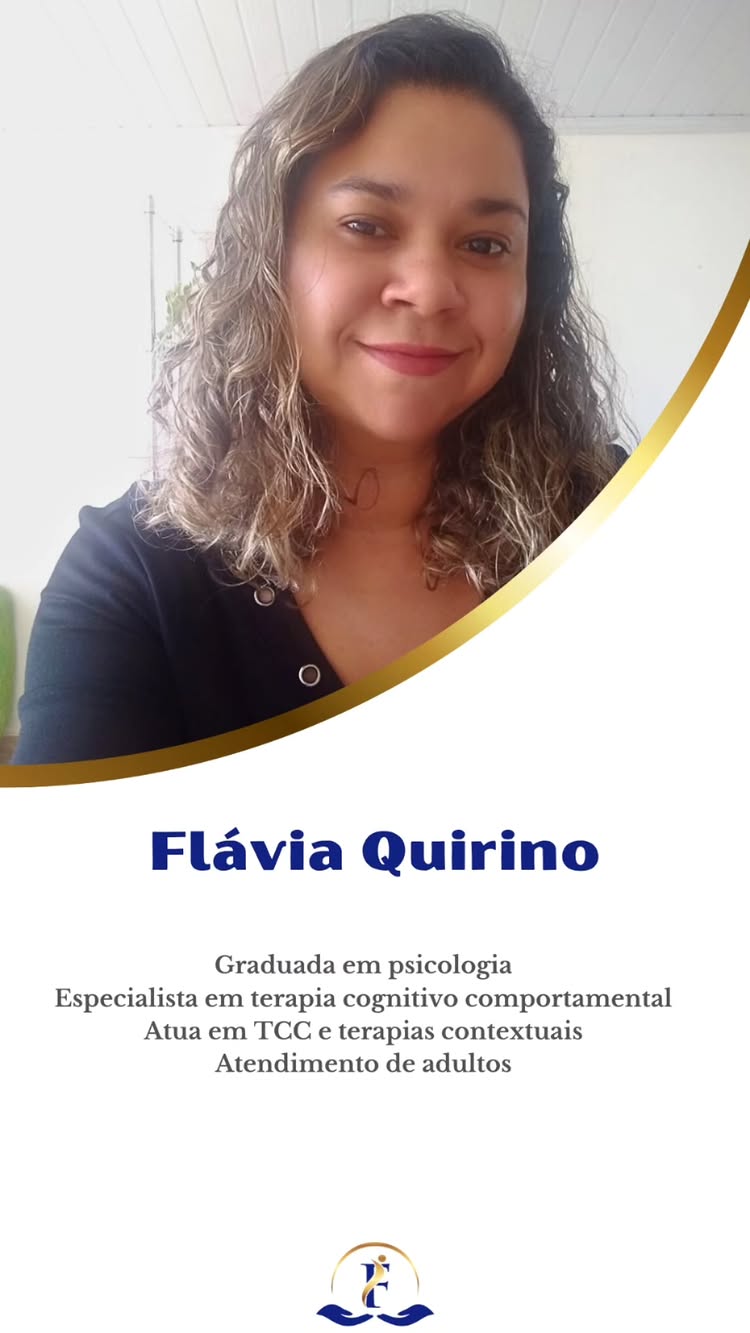 Flávia Quirino
Graduada em psicologia
Especialista em terapia cognitivo comportamental
Atua em TCC e terapias contextuais
Atendimento de adultos
F